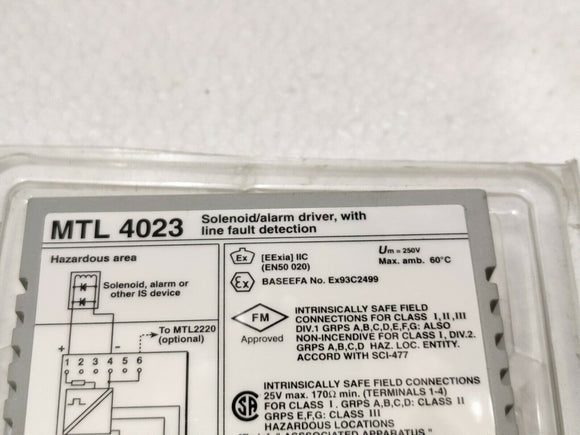 MTL 4023
Solenoid/alarm driver, with
line fault detection
Hazardous area
Solenoid, alarm or
other IS device
To MTL2220
(optional)
+
–
1 2 3 4 5 6
Ex
[EExia] IIC
(EN50 020)
Um = 250V
Max. amb. 60°C
Ex
BASEEFA No. Ex93C2499
FM
Approved
INTRINSICALLY SAFE FIELD
CONNECTIONS FOR CLASS I,II,III
DIV.1 GRPS A,B,C,D,E,F,G: ALSO
NON-INCENDIVE FOR CLASS I, DIV.2.
GRPS A,B,C,D HAZ. LOC. ENTITY.
ACCORD WITH SCI-477
SA
INTRINSICALLY SAFE FIELD CONNECTIONS
25V max. 170Ω min. (TERMINALS 1-4)
FOR CLASS I, GRPS A,B,C,D: CLASS II
GRPS E,F,G: CLASS III
HAZARDOUS LOCATIONS
"ASSSOCIATED APPARATUS "